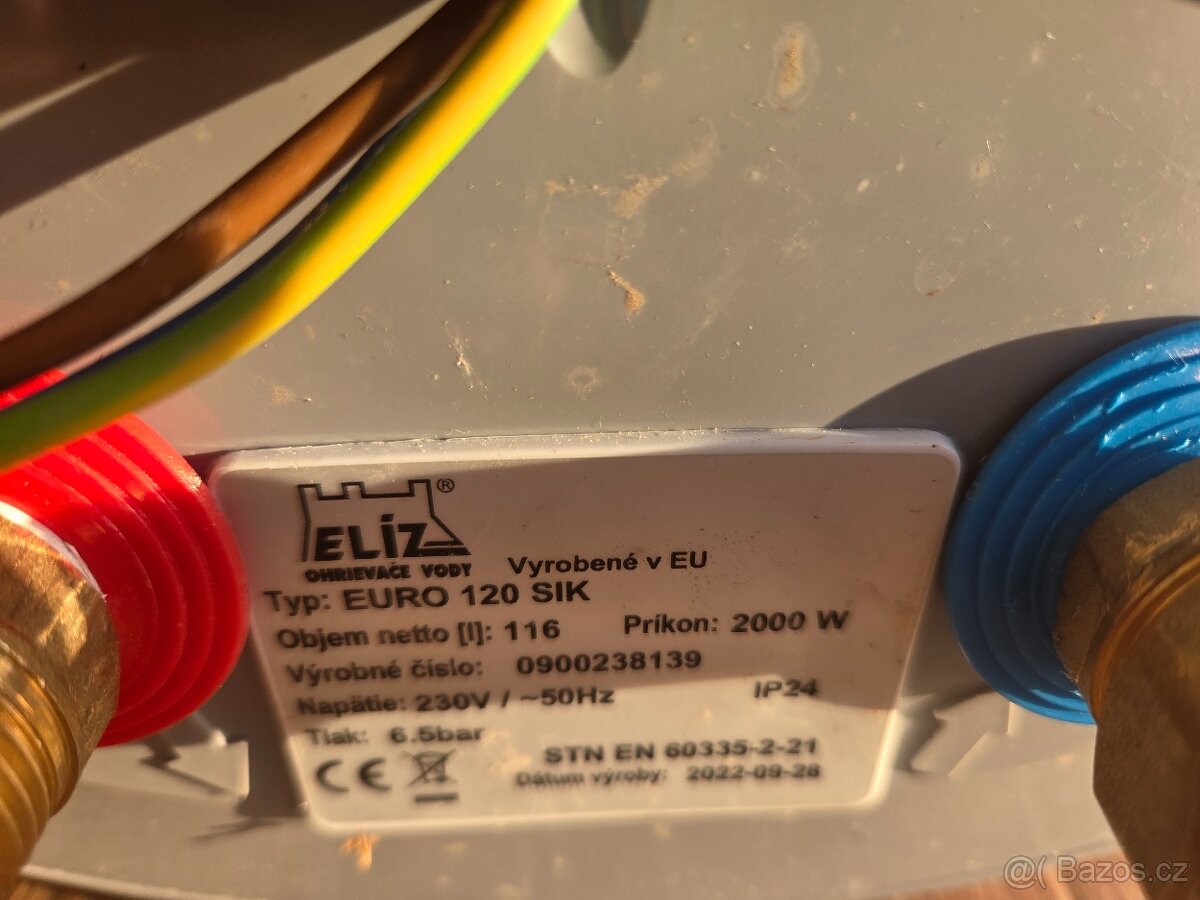 ELÍZ®
OHRIEVAČE VODY Vyrobené v EU
Typ: EURO 120 SIK
Objem netto [l]: 116 Príkon: 2000 W
Výrobné číslo: 0900238139
Napätie: 230V / ~50Hz IP24
Tlak: 6.5bar
CE STN EN 60335-2-21
Dátum výroby: 2022-09-28
@( Bazos.cz